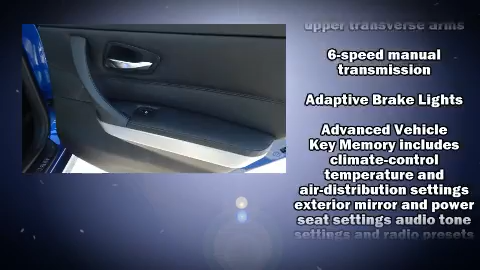 upper transverse arms
6-speed manual
transmission
Adaptive Brake Lights
Advanced Vehicle
Key Memory includes
climate-control
temperature and
air-distribution settings
exterior mirror and power
seat settings audio tone
settings and radio presets